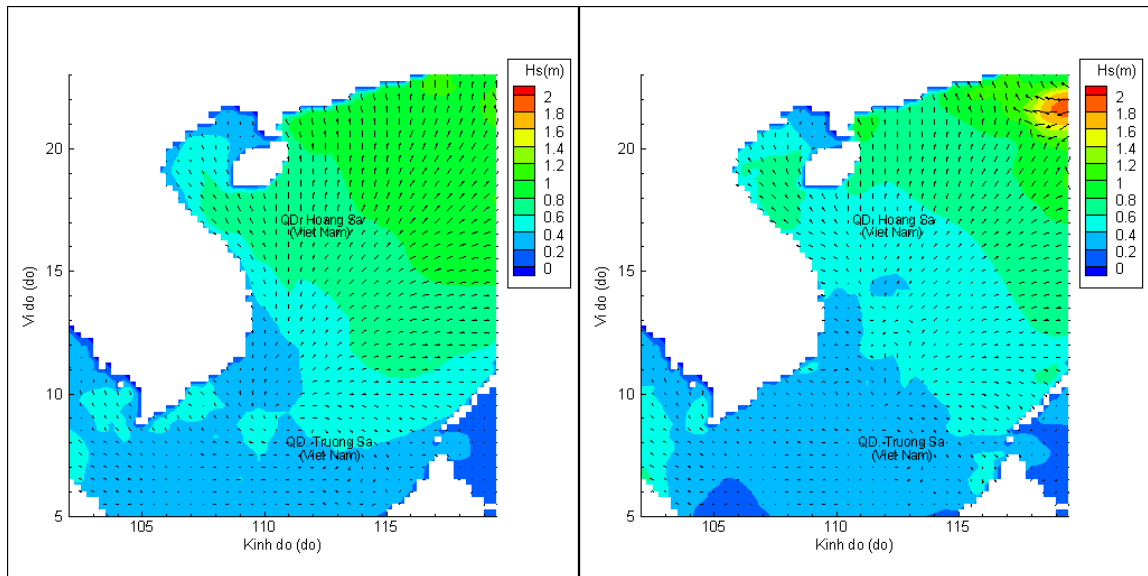 Hs(m)
2
1.8
1.6
1.4
1.2
1
0.8
0.6
0.4
0.2
0
20
15
10
5
Vi do (do)
QD. Hoang Sa
(Viet Nam)
QD. Truong Sa
(Viet Nam)
105
110
115
Kinh do (do)
Hs(m)
2
1.8
1.6
1.4
1.2
1
0.8
0.6
0.4
0.2
0
20
15
10
5
Vi do (do)
QD. Hoang Sa
(Viet Nam)
QD. Truong Sa
(Viet Nam)
105
110
115
Kinh do (do)